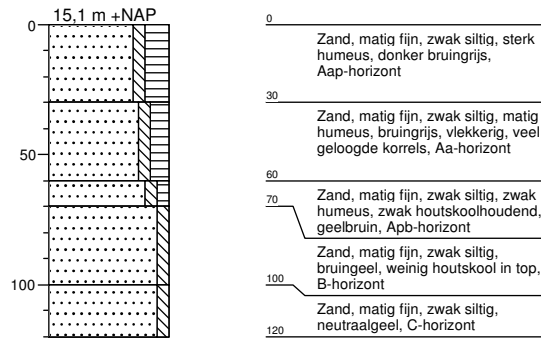 15,1 m +NAP
0
50
100
0
Zand, matig fijn, zwak siltig, sterk
humeus, donker bruingrijs,
Aap-horizont
30
Zand, matig fijn, zwak siltig, matig
humeus, bruingrijs, vlekkerig, veel
geloogde korrels, Aa-horizont
60
Zand, matig fijn, zwak siltig, zwak
70
humeus, zwak houtskoolhoudend,
geelbruin, Apb-horizont
Zand, matig fijn, zwak siltig,
bruingeel, weinig houtskool in top,
100
B-horizont
Zand, matig fijn, zwak siltig,
neutraalgeel, C-horizont
120